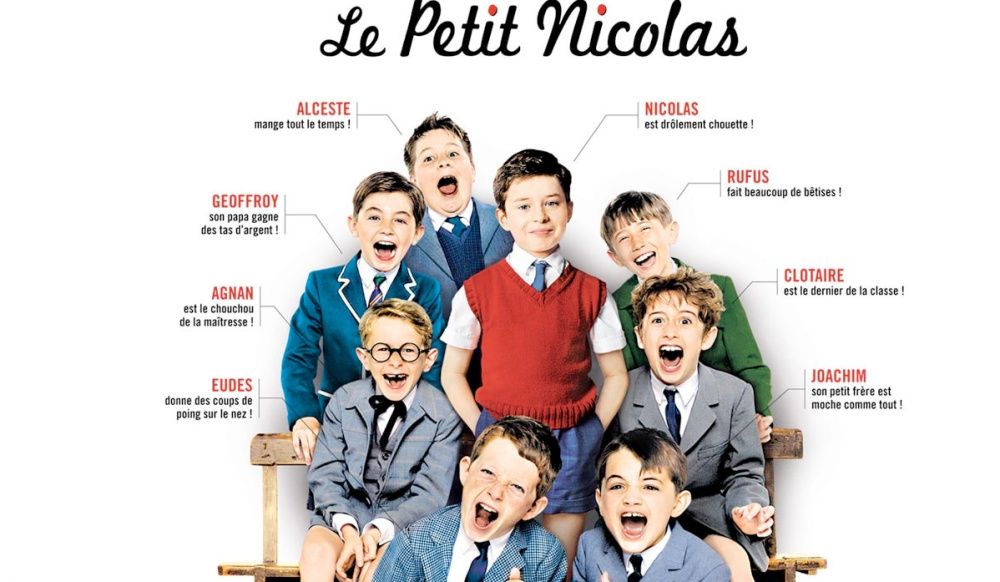 Le Petit Nicolas
ALCESTE
mange tout le temps !
NICOLAS
est drôlement chouette !
RUFUS
fait beaucoup de bêtises !
GEOFFROY
son papa gagne
des tas d'argent !
CLOTAIRE
est le dernier de la classe !
AGNAN
est le chouchou
de la maîtresse !
JOACHIM
son petit frère est
moche comme tout !
EUDES
donne des coups de
poing sur le nez !